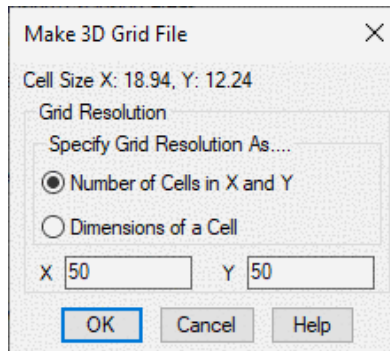 Make 3D Grid File
Cell Size X: 18.94, Y: 12.24
Grid Resolution
Specify Grid Resolution As....
Number of Cells in X and Y
Dimensions of a Cell
X 50 Y 50
OK Cancel Help